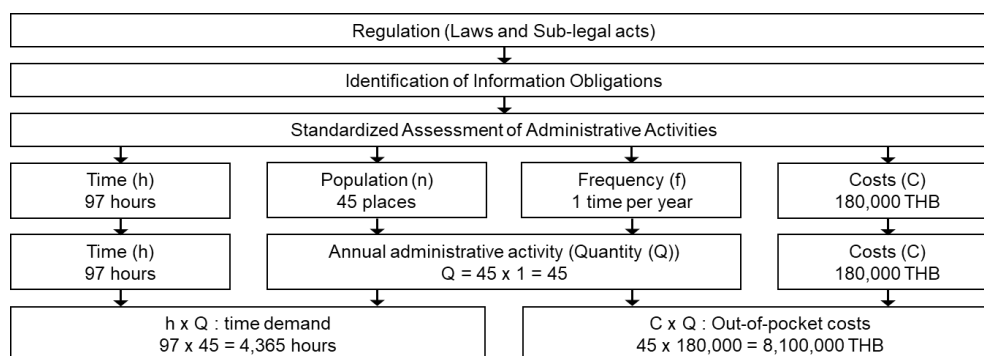 Regulation (Laws and Sub-legal acts)
Identification of Information Obligations
Standardized Assessment of Administrative Activities
Time (h)
97 hours
Population (n)
45 places
Frequency (f)
1 time per year
Costs (C)
180,000 THB
Time (h)
97 hours
Annual administrative activity (Quantity (Q))
Q = 45 x 1 = 45
Costs (C)
180,000 THB
h x Q : time demand
97 x 45 = 4,365 hours
C x Q : Out-of-pocket costs
45 x 180,000 = 8,100,000 THB